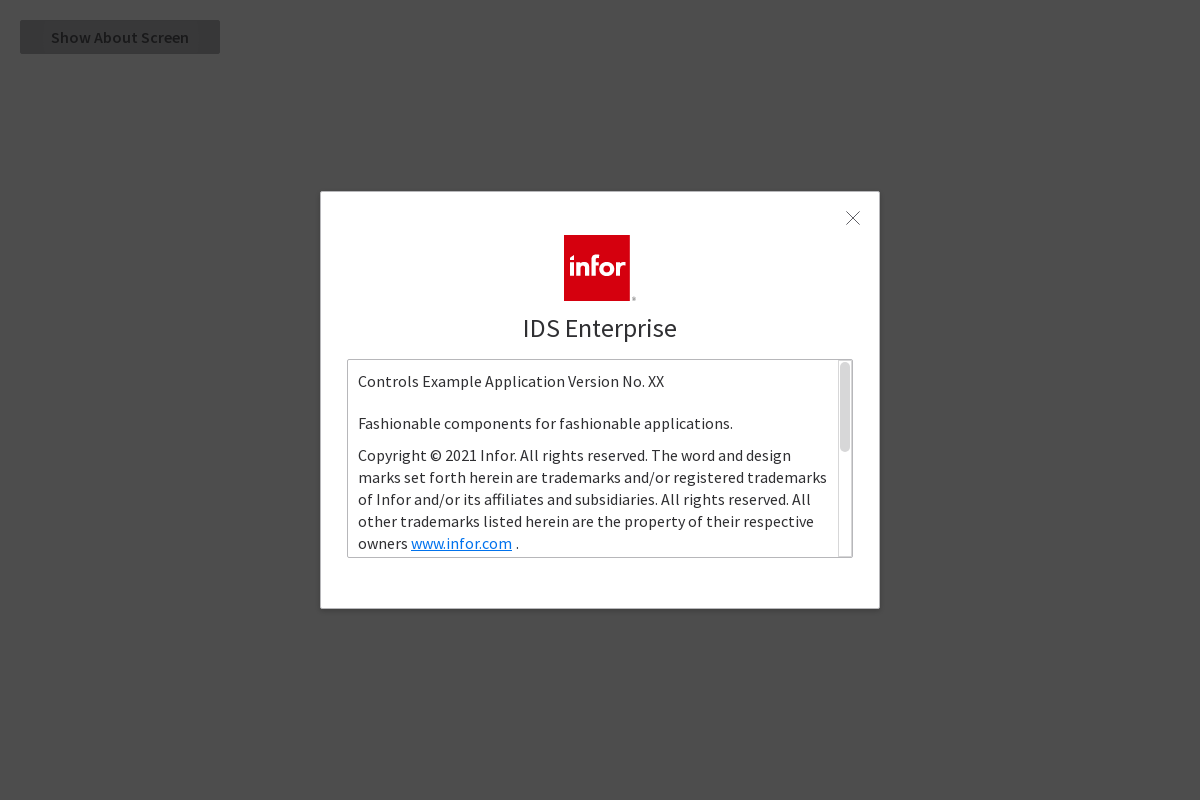 Show About Screen
infor
IDS Enterprise
Controls Example Application Version No. XX
Fashionable components for fashionable applications.
Copyright © 2021 Infor. All rights reserved. The word and design
marks set forth herein are trademarks and/or registered trademarks
of Infor and/or its affiliates and subsidiaries. All rights reserved. All
other trademarks listed herein are the property of their respective
owners www.infor.com .